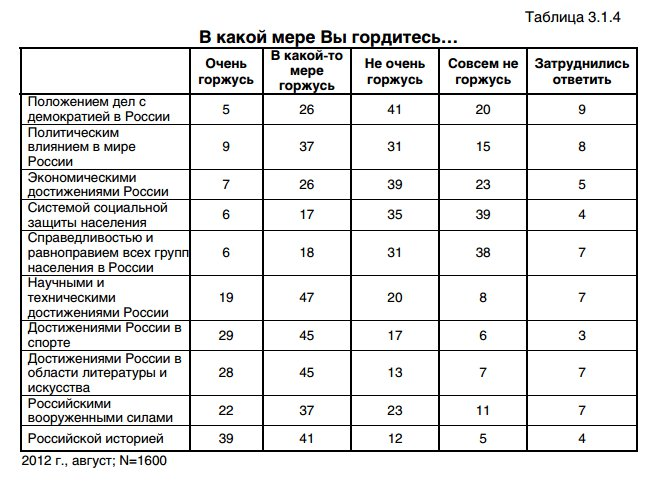 Таблица 3.1.4
В какой мере Вы гордитесь…
Очень горжусь | В какой-то мере горжусь | Не очень горжусь | Совсем не горжусь | Затруднились ответить
Положением дел с демократией в России | 5 | 26 | 41 | 20 | 9
Политическим влиянием в мире России | 9 | 37 | 31 | 15 | 8
Экономическими достижениями России | 7 | 26 | 39 | 23 | 5
Системой социальной защиты населения | 6 | 17 | 35 | 39 | 4
Справедливостью и равноправием всех групп населения в России | 6 | 18 | 31 | 38 | 7
Научными и техническими достижениями России | 19 | 47 | 20 | 8 | 7
Достижениями России в спорте | 29 | 45 | 17 | 6 | 3
Достижениями России в области литературы и искусства | 28 | 45 | 13 | 7 | 7
Российскими вооруженными силами | 22 | 37 | 23 | 11 | 7
Российской историей | 39 | 41 | 12 | 5 | 4
2012 г., август; N=1600